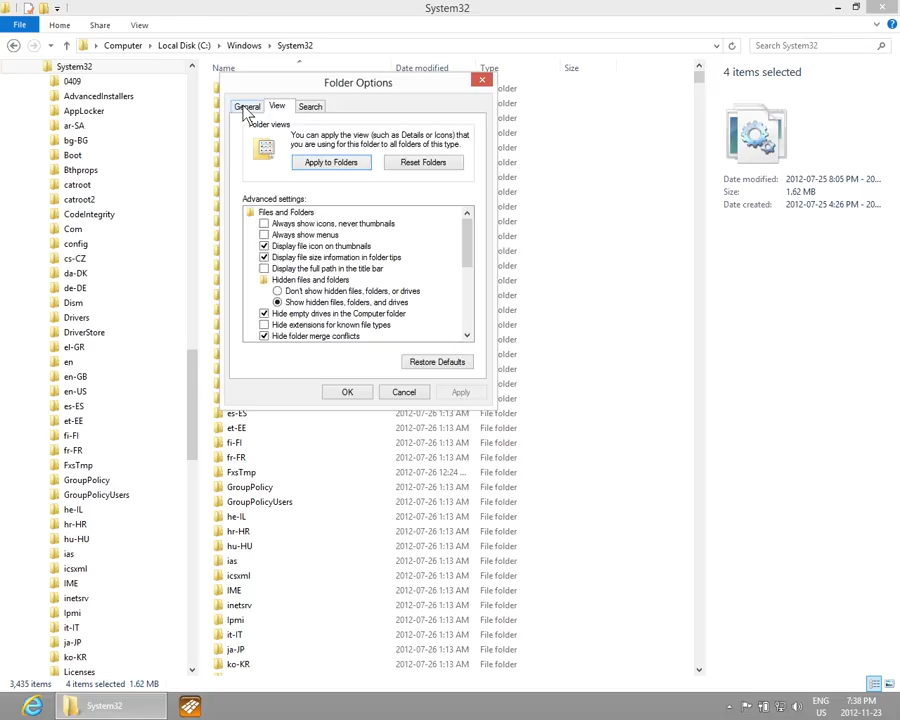 System32
File Home Share View
Computer Local Disk (C:) Windows System32
Search System32
System32
0409
AdvancedInstallers
AppLocker
ar-SA
bg-BG
Boot
Bthprops
catroot
catroot2
CodeIntegrity
Com
config
cs-CZ
da-DK
de-DE
Dism
Drivers
DriverStore
el-GR
en
en-GB
en-US
es-ES
et-EE
fi-FI
fr-FR
FxsTmp
GroupPolicy
GroupPolicyUsers
he-IL
hr-HR
hu-HU
ias
icsxml
IME
inetsrv
Ipmi
it-IT
ja-JP
ko-KR
Licenses
Name Date modified Type Size
Folder Options
General View Search
Folder views
You can apply the view (such as Details or Icons) that
you are using for this folder to all folders of this type.
Apply to Folders Reset Folders
Advanced settings:
Files and Folders
Always show icons, never thumbnails
Always show menus
Display file icon on thumbnails
Display file size information in folder tips
Display the full path in the title bar
Hidden files and folders
Don't show hidden files, folders, or drives
Show hidden files, folders, and drives
Hide empty drives in the Computer folder
Hide extensions for known file types
Hide folder merge conflicts
Restore Defaults
OK Cancel Apply
es-ES 2012-07-26 1:13 AM File folder
et-EE 2012-07-26 1:13 AM File folder
fi-FI 2012-07-26 1:13 AM File folder
fr-FR 2012-07-26 1:13 AM File folder
FxsTmp 2012-07-26 12:24 ... File folder
GroupPolicy 2012-07-26 1:13 AM File folder
GroupPolicyUsers 2012-07-26 1:13 AM File folder
he-IL 2012-07-26 1:13 AM File folder
hr-HR 2012-07-26 1:13 AM File folder
hu-HU 2012-07-26 1:13 AM File folder
ias 2012-07-26 1:13 AM File folder
icsxml 2012-07-26 1:13 AM File folder
IME 2012-07-26 1:13 AM File folder
inetsrv 2012-07-26 1:13 AM File folder
Ipmi 2012-07-26 1:13 AM File folder
it-IT 2012-07-26 1:13 AM File folder
ja-JP 2012-07-26 1:13 AM File folder
ko-KR 2012-07-26 1:13 AM File folder
4 items selected
Date modified: 2012-07-25 8:05 PM - 20...
Size: 1.62 MB
Date created: 2012-07-25 4:26 PM - 20...
3,435 items 4 items selected 1.62 MB
System32
ENG
US
7:38 PM
2012-11-23